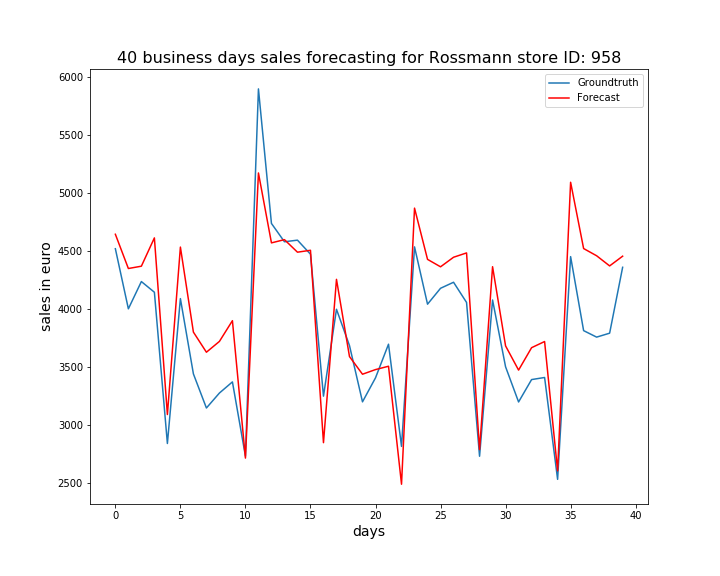 40 business days sales forecasting for Rossmann store ID: 958
Groundtruth
Forecast
6000
5500
5000
4500
4000
3500
3000
2500
sales in euro
0 5 10 15 20 25 30 35 40
days